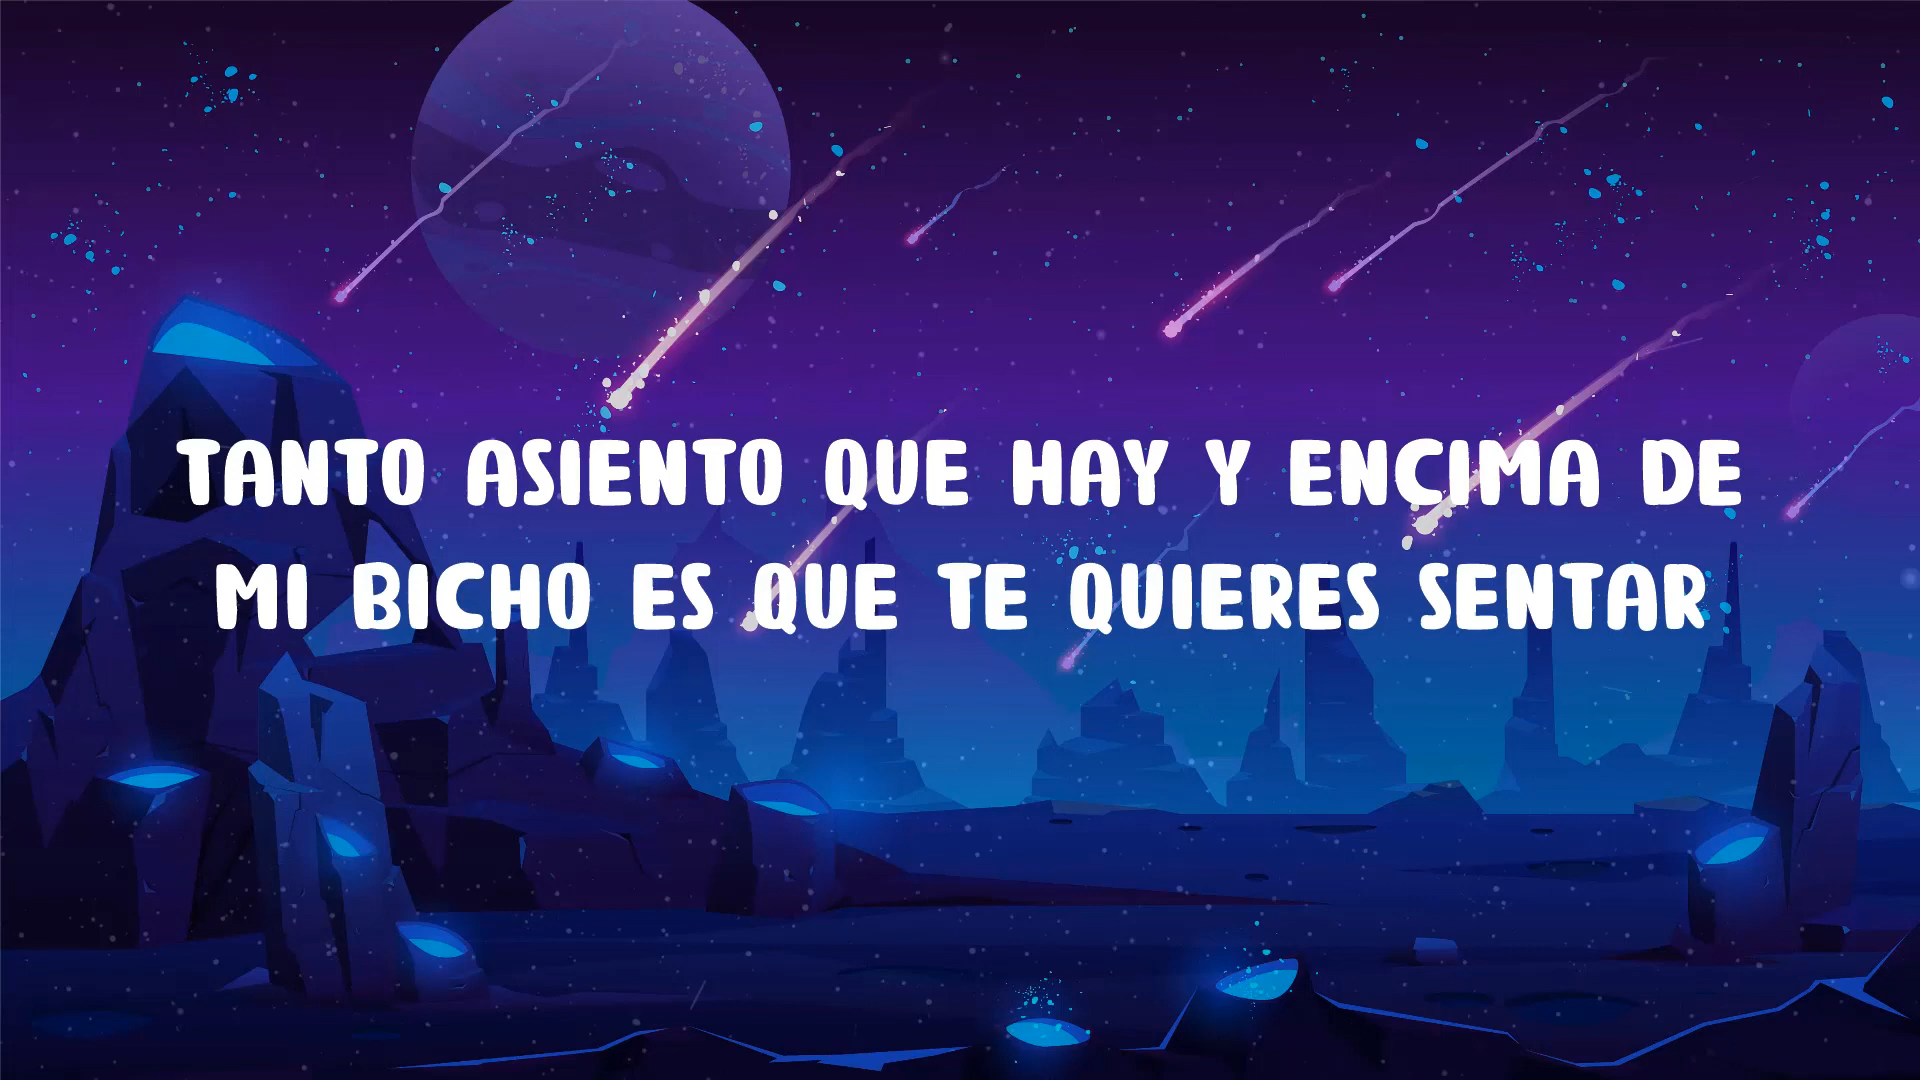 TANTO ASIENTO QUE HAY Y ENCIMA DE
MI BICHO ES QUE TE QUIERES SENTAR